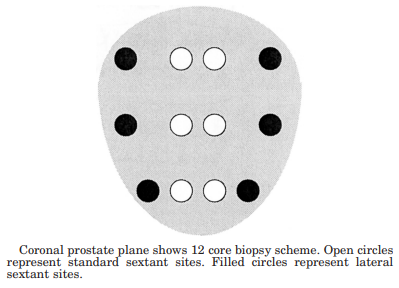 Coronal prostate plane shows 12 core biopsy scheme. Open circles
represent standard sextant sites. Filled circles represent lateral
sextant sites.